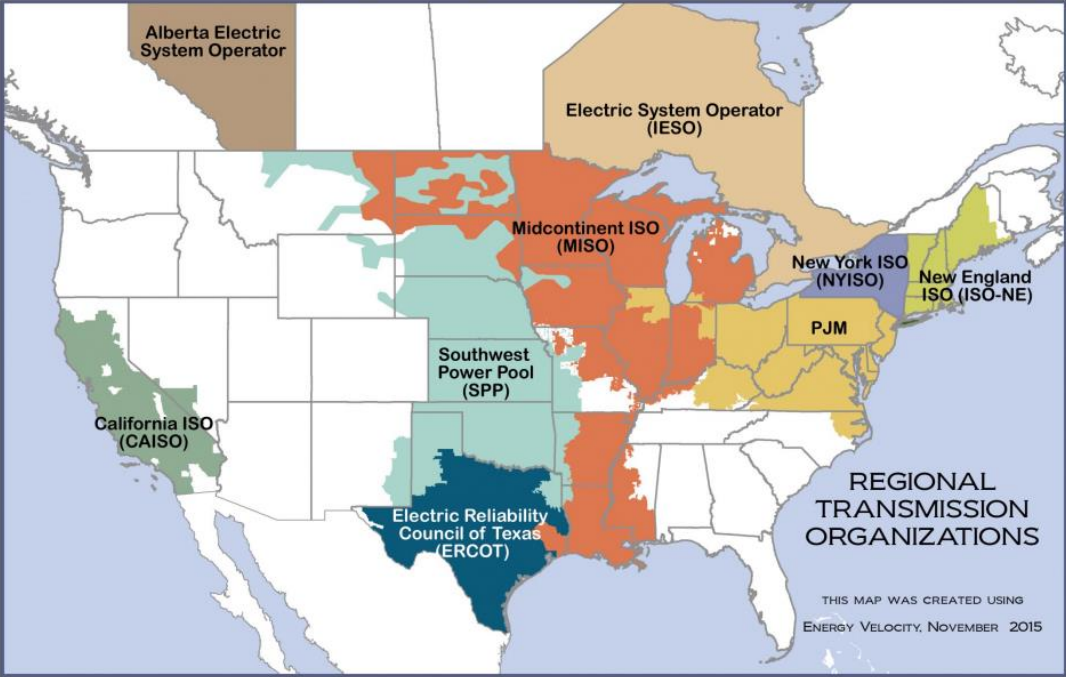 Alberta Electric
System Operator
Electric System Operator
(IESO)
Midcontinent ISO
(MISO)
New York ISO
(NYISO)
New England
ISO (ISO-NE)
PJM
Southwest
Power Pool
(SPP)
California ISO
(CAISO)
Electric Reliability
Council of Texas
(ERCOT)
REGIONAL
TRANSMISSION
ORGANIZATIONS
THIS MAP WAS CREATED USING
ENERGY VELOCITY, NOVEMBER 2015